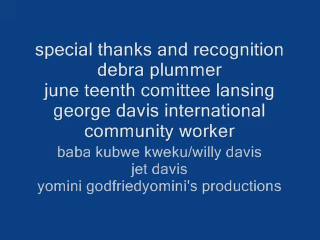 special thanks and recognition
debra plummer
june teenth comittee lansing
george davis international
community worker
baba kubwe kweku/willy davis
jet davis
yomini godfriedyomini's productions